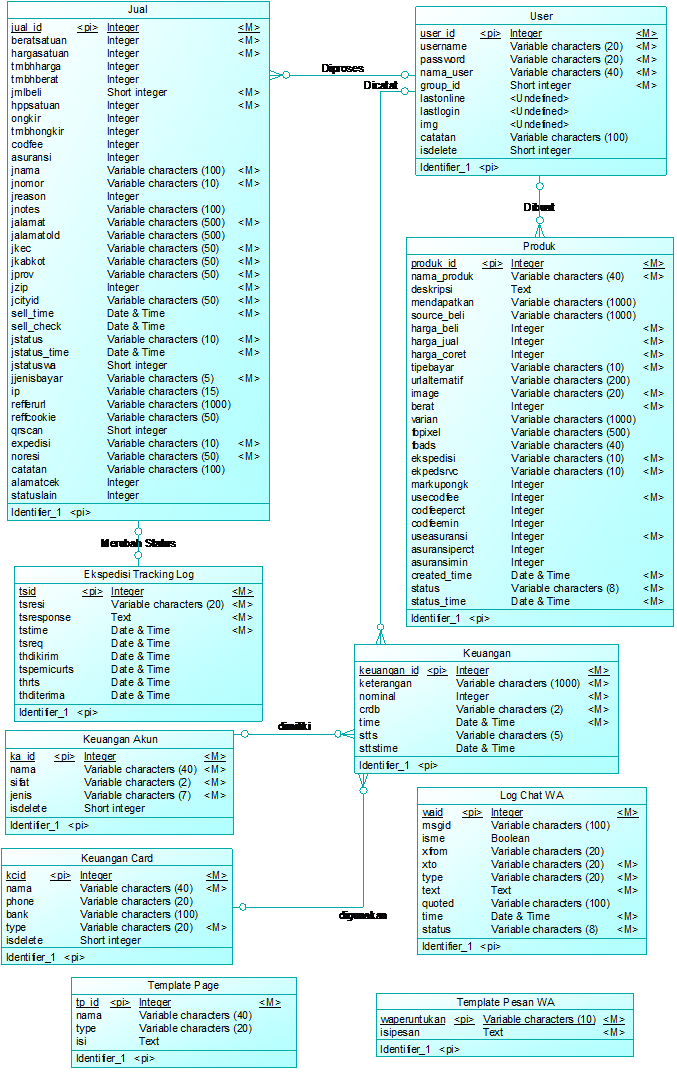 Jual
jual_id <pi> Integer <M>
beratsatuan Integer <M>
hargasatuan Integer <M>
tmbhharga Integer
tmbhberat Integer
jmlbeli Short integer <M>
hppsatuan Integer <M>
ongkir Integer
tmbhongkir Integer
codfee Integer
asuransi Integer
jnama Variable characters (100) <M>
jnomor Variable characters (10) <M>
jreason Integer
jnotes Variable characters (100)
jalamat Variable characters (500) <M>
jalamatold Variable characters (500)
jkec Variable characters (50) <M>
jkabkot Variable characters (50) <M>
jprov Variable characters (50) <M>
jzip Integer <M>
jcityid Variable characters (50) <M>
sell_time Date & Time <M>
sell_check Date & Time
jstatus Variable characters (10) <M>
jstatus_time Date & Time <M>
jstatuswa Short integer
jjenisbayar Variable characters (5) <M>
ip Variable characters (15)
refferurl Variable characters (1000)
reffcookie Variable characters (50)
qrscan Short integer
expedisi Variable characters (10) <M>
noresi Variable characters (50) <M>
catatan Variable characters (100)
alamatcek Integer
statuslain Integer
Identifier_1 <pi>
Diproses
Dicatat
User
user_id <pi> Integer <M>
username Variable characters (20) <M>
password Variable characters (20) <M>
nama_user Variable characters (40) <M>
group_id Short integer <M>
lastonline <Undefined>
lastlogin <Undefined>
img <Undefined>
catatan Variable characters (100)
isdelete Short integer
Identifier_1 <pi>
Dibuat
Produk
produk_id <pi> Integer <M>
nama_produk Variable characters (40) <M>
deskripsi Text
mendapatkan Variable characters (1000)
source_beli Variable characters (1000)
harga_beli Integer <M>
harga_jual Integer <M>
harga_coret Integer <M>
tipebayar Variable characters (10) <M>
urlalternatif Variable characters (200)
image Variable characters (20) <M>
berat Integer <M>
varian Variable characters (1000)
fbpixel Variable characters (500)
fbads Variable characters (40)
ekspedisi Variable characters (10) <M>
ekpedsrvc Variable characters (10) <M>
markupongk Integer
usecodfee Integer <M>
codfeeperct Integer
codfeemin Integer
useasuransi Integer <M>
asuransiperct Integer
asuransimin Integer
created_time Date & Time <M>
status Variable characters (8) <M>
status_time Date & Time <M>
Identifier_1 <pi>
Merubah Status
Ekspedisi Tracking Log
tsid <pi> Integer <M>
tsresi Variable characters (20) <M>
tsresponse Text <M>
tstime Date & Time <M>
tsreq Date & Time
thdikirim Date & Time
tspemicurts Date & Time
thrts Date & Time
thditerima Date & Time
Identifier_1 <pi>
Keuangan
keuangan_id <pi> Integer <M>
keterangan Variable characters (1000) <M>
nominal Integer <M>
crdb Variable characters (2) <M>
time Date & Time <M>
stts Variable characters (5)
sttstime Date & Time
Identifier_1 <pi>
dimiliki
Keuangan Akun
ka_id <pi> Integer <M>
nama Variable characters (40) <M>
sifat Variable characters (2) <M>
jenis Variable characters (7) <M>
isdelete Short integer
Identifier_1 <pi>
Keuangan Card
kcid <pi> Integer <M>
nama Variable characters (40) <M>
phone Variable characters (20)
bank Variable characters (100)
type Variable characters (20) <M>
isdelete Short integer
Identifier_1 <pi>
digunakan
Log Chat WA
waid <pi> Integer <M>
msgid Variable characters (100)
isme Boolean
xfrom Variable characters (20)
xto Variable characters (20) <M>
type Variable characters (20) <M>
text Text <M>
quoted Variable characters (100)
time Date & Time <M>
status Variable characters (8) <M>
Identifier_1 <pi>
Template Page
tp_id <pi> Integer <M>
nama Variable characters (40)
type Variable characters (20)
isi Text
Identifier_1 <pi>
Template Pesan WA
waperuntukan <pi> Variable characters (10) <M>
isipesan Text <M>
Identifier_1 <pi>